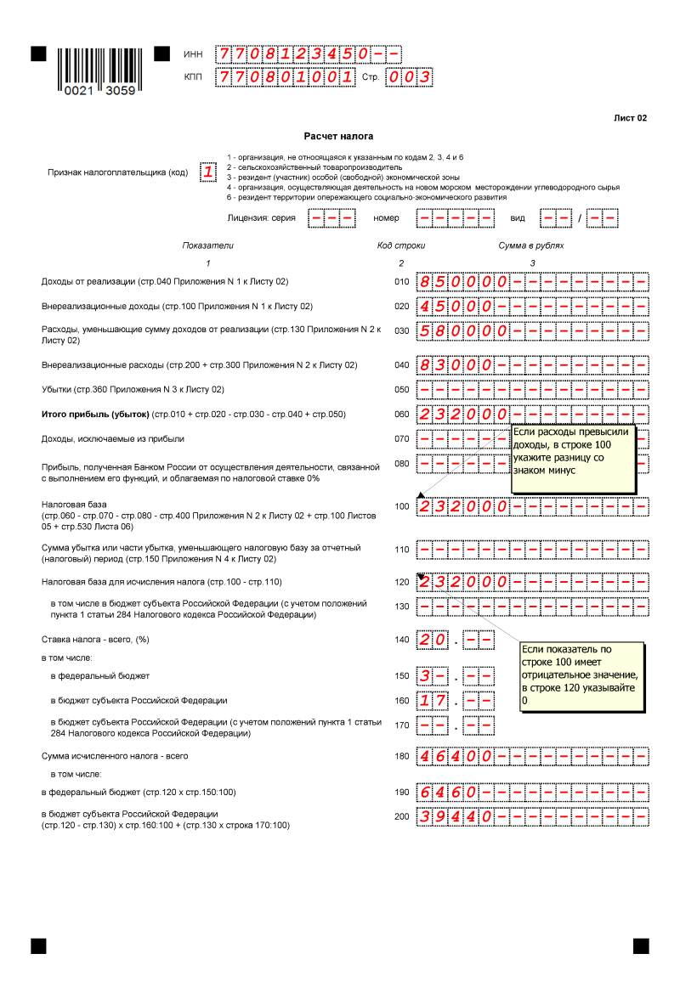 ИНН 7708123450--
КПП 770801001 Стр. 003
0021 3059
Лист 02
Расчет налога
Признак налогоплательщика (код) 1
1 - организация, не относящаяся к указанным по кодам 2, 3, 4 и 6
2 - сельскохозяйственный товаропроизводитель
3 - резидент (участник) особой (свободной) экономической зоны
4 - организация, осуществляющая деятельность на новом морском месторождении углеводородного сырья
6 - резидент территории опережающего социально-экономического развития
Лицензия: серия --- номер ----- вид -- / --
Показатели Код строки Сумма в рублях
1 2 3
Доходы от реализации (стр.040 Приложения N 1 к Листу 02) 010 850000---------
Внереализационные доходы (стр.100 Приложения N 1 к Листу 02) 020 45000----------
Расходы, уменьшающие сумму доходов от реализации (стр.130 Приложения N 2 к 030 580000---------
Листу 02)
Внереализационные расходы (стр.200 + стр.300 Приложения N 2 к Листу 02) 040 83000----------
Убытки (стр.360 Приложения N 3 к Листу 02) 050 ---------------
Итого прибыль (убыток) (стр.010 + стр.020 - стр.030 - стр.040 + стр.050) 060 232000---------
Если расходы превысили
доходы, в строке 100
укажите разницу со
знаком минус
Доходы, исключаемые из прибыли 070 -------
Прибыль, полученная Банком России от осуществления деятельности, связанной 080 -------
с выполнением его функций, и облагаемая по налоговой ставке 0%
Налоговая база 100 232000---------
(стр.060 - стр.070 - стр.080 - стр.400 Приложения N 2 к Листу 02 + стр.100 Листов
05 + стр.530 Листа 06)
Сумма убытка или части убытка, уменьшающего налоговую базу за отчетный 110 ---------------
(налоговый) период (стр.150 Приложения N 4 к Листу 02)
Налоговая база для исчисления налога (стр.100 - стр.110) 120 232000---------
в том числе в бюджет субъекта Российской Федерации (с учетом положений 130 ---------------
пункта 1 статьи 284 Налогового кодекса Российской Федерации)
Ставка налога - всего, (%) 140 20 . --
в том числе:
Если показатель по
строке 100 имеет
отрицательное значение,
в строке 120 указывайте
0
в федеральный бюджет 150 3- . --
в бюджет субъекта Российской Федерации 160 17 . --
в бюджет субъекта Российской Федерации (с учетом положений пункта 1 статьи 170 -- . --
284 Налогового кодекса Российской Федерации)
Сумма исчисленного налога - всего 180 46400----------
в том числе:
в федеральный бюджет (стр.120 x стр.150:100) 190 6460-----------
в бюджет субъекта Российской Федерации 200 39440----------
(стр.120 - стр.130) x стр.160:100 + (стр.130 x строка 170:100)